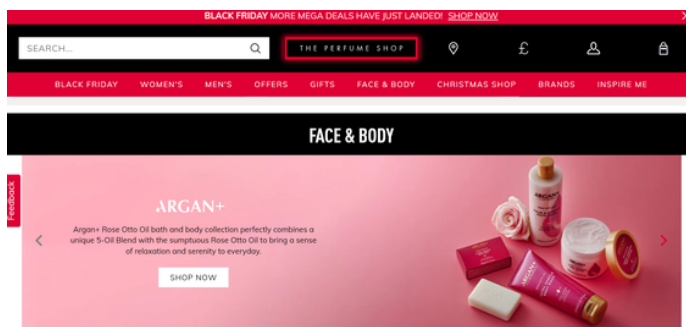 BLACK FRIDAY MORE MEGA DEALS HAVE JUST LANDED! SHOP NOW
SEARCH...
THE PERFUME SHOP
£
BLACK FRIDAY WOMEN'S MEN'S OFFERS GIFTS FACE & BODY CHRISTMAS SHOP BRANDS INSPIRE ME
FACE & BODY
Feedback
ARGAN+
Argan+ Rose Otto Oil bath and body collection perfectly combines a
unique 5-Oil Blend with the sumptuous Rose Otto Oil to bring a sense
of relaxation and serenity to everyday.
SHOP NOW
ARGAN+
ARGAN+